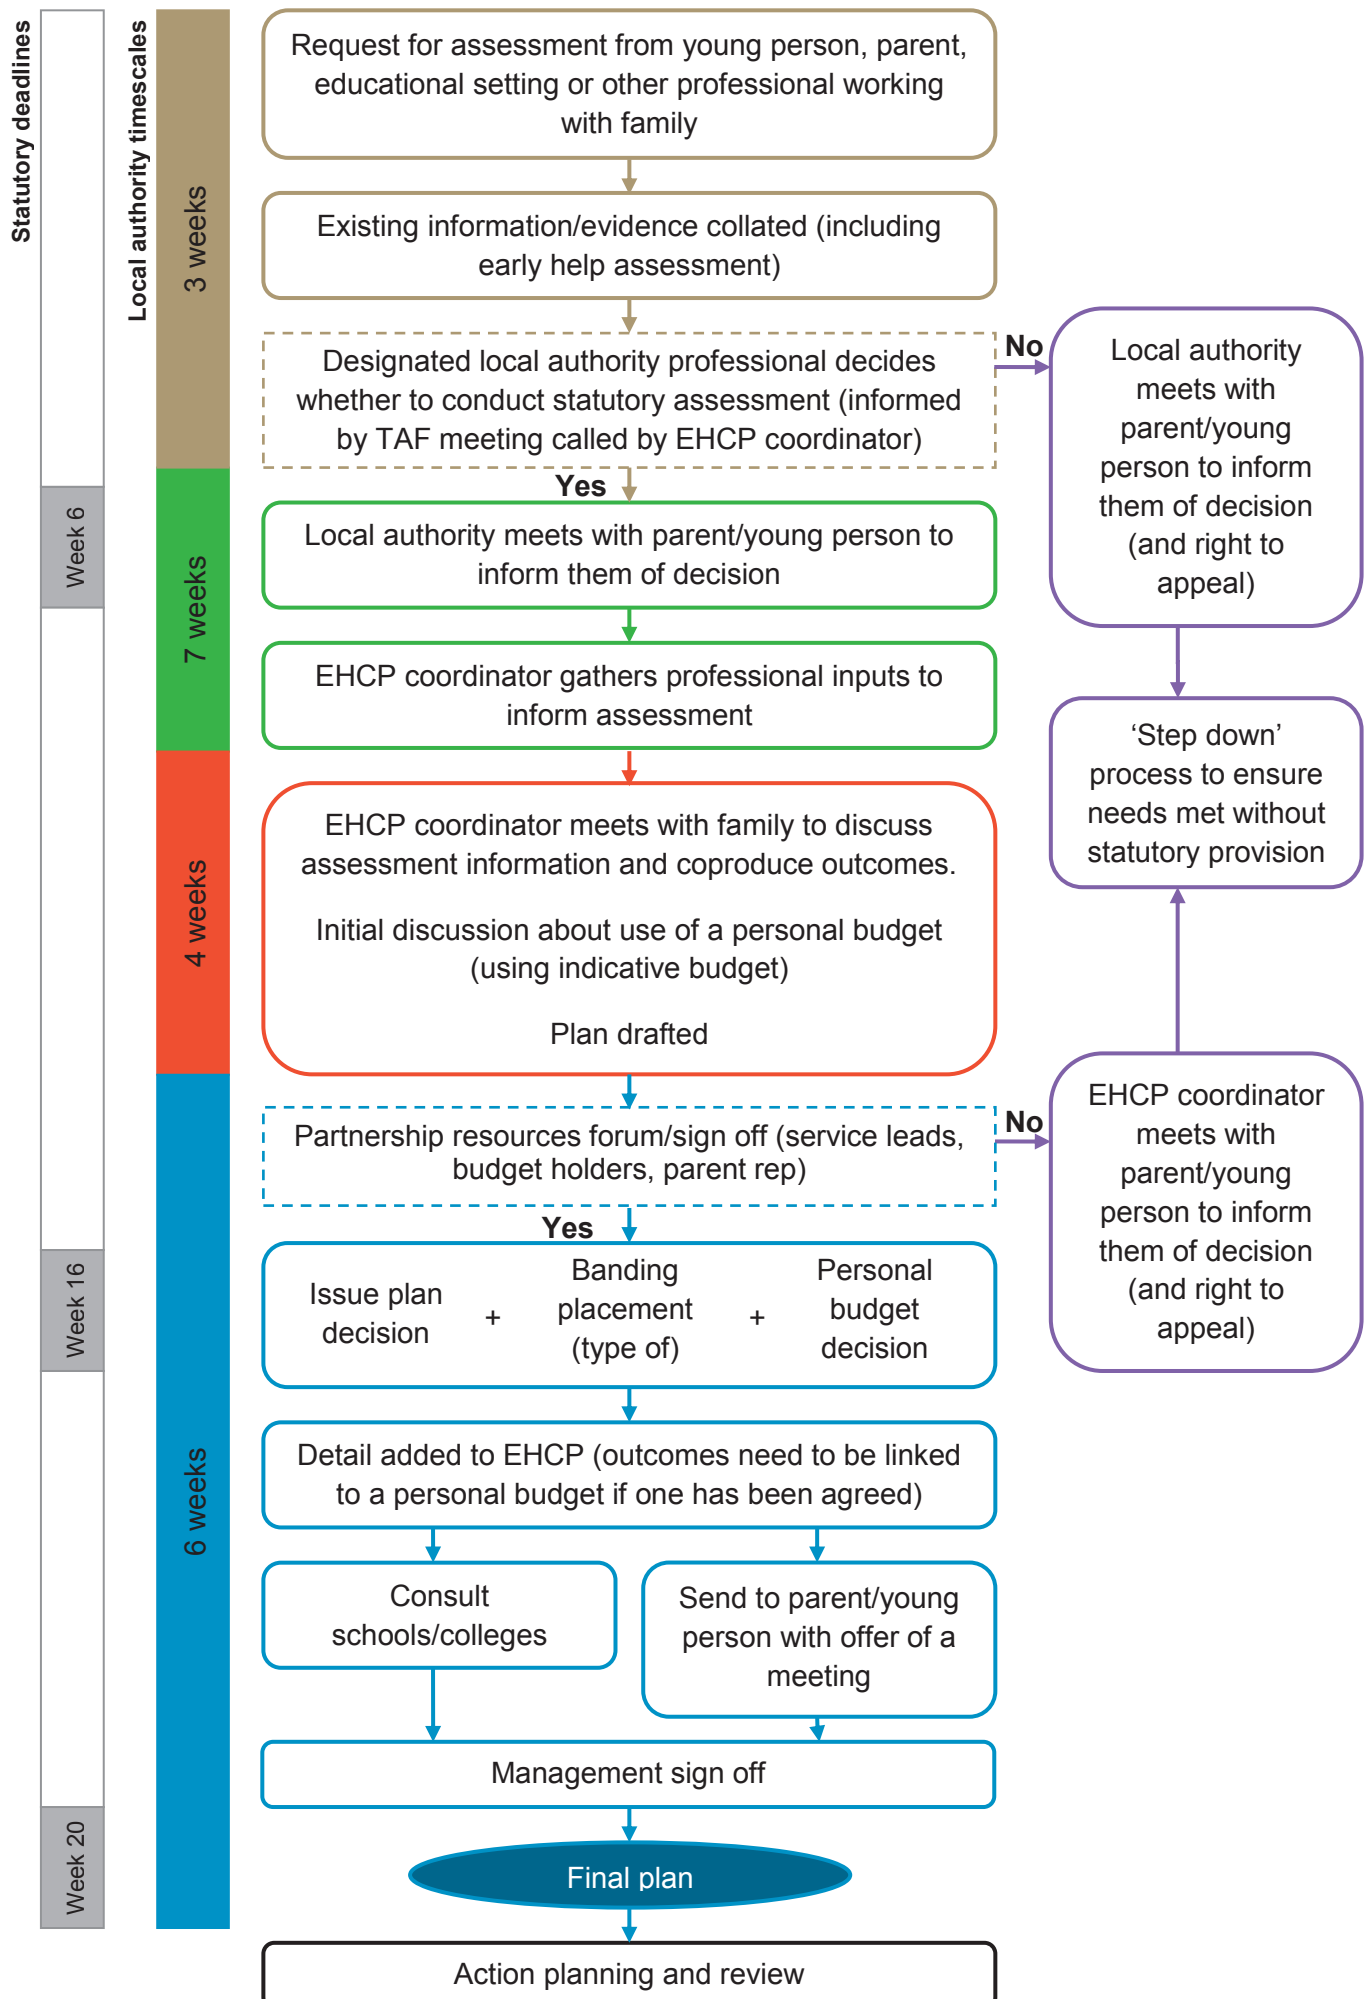 Statutory deadlines
Local authority timescales
3 weeks
Request for assessment from young person, parent,
educational setting or other professional working
with family
Existing information/evidence collated (including
early help assessment)
Designated local authority professional decides
whether to conduct statutory assessment (informed
by TAF meeting called by EHCP coordinator)
No
Local authority
meets with
parent/young
person to inform
them of decision
(and right to
appeal)
Yes
Week 6
7 weeks
Local authority meets with parent/young person to
inform them of decision
EHCP coordinator gathers professional inputs to
inform assessment
‘Step down’
process to ensure
needs met without
statutory provision
4 weeks
EHCP coordinator meets with family to discuss
assessment information and coproduce outcomes.
Initial discussion about use of a personal budget
(using indicative budget)
Plan drafted
Partnership resources forum/sign off (service leads,
budget holders, parent rep)
No
EHCP coordinator
meets with
parent/young
person to inform
them of decision
(and right to
appeal)
Yes
Week 16
6 weeks
Issue plan
decision
+
Banding
placement
(type of)
+
Personal
budget
decision
Detail added to EHCP (outcomes need to be linked
to a personal budget if one has been agreed)
Consult
schools/colleges
Send to parent/young
person with offer of a
meeting
Management sign off
Week 20
Final plan
Action planning and review